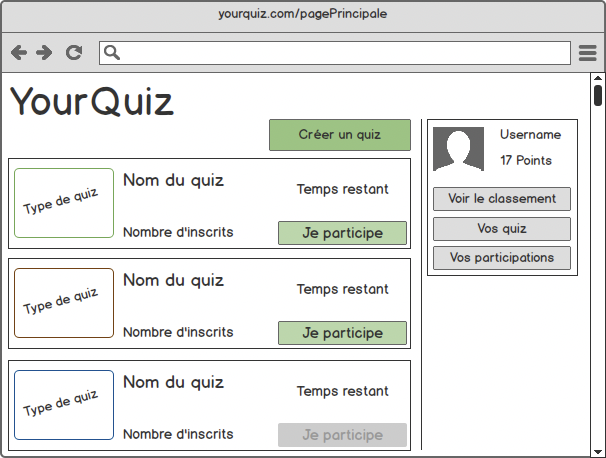 yourquiz.com/pagePrincipale
YourQuiz
Créer un quiz
Type de quiz
Nom du quiz
Temps restant
Nombre d'inscrits
Je participe
Type de quiz
Nom du quiz
Temps restant
Nombre d'inscrits
Je participe
Type de quiz
Nom du quiz
Temps restant
Nombre d'inscrits
Je participe
Username
17 Points
Voir le classement
Vos quiz
Vos participations